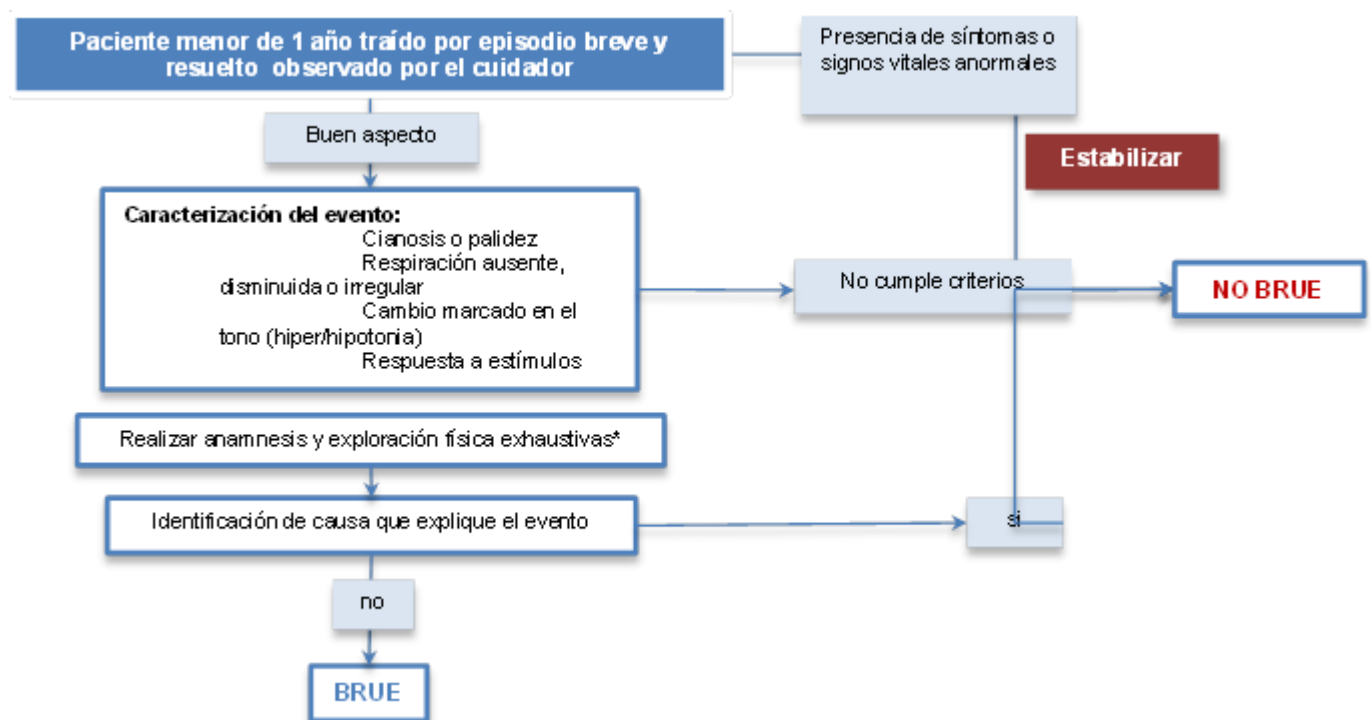 Paciente menor de 1 año traído por episodio breve y
resuelto observado por el cuidador
Presencia de síntomas o
signos vitales anormales
Buen aspecto
Estabilizar
Caracterización del evento:
Cianosis o palidez
Respiración ausente,
disminuida o irregular
Cambio marcado en el
tono (hiper/hipotonia)
Respuesta a estímulos
No cumple criterios
NO BRUE
Realizar anamnesis y exploración física exhaustivas*
Identificación de causa que explique el evento
si
no
BRUE